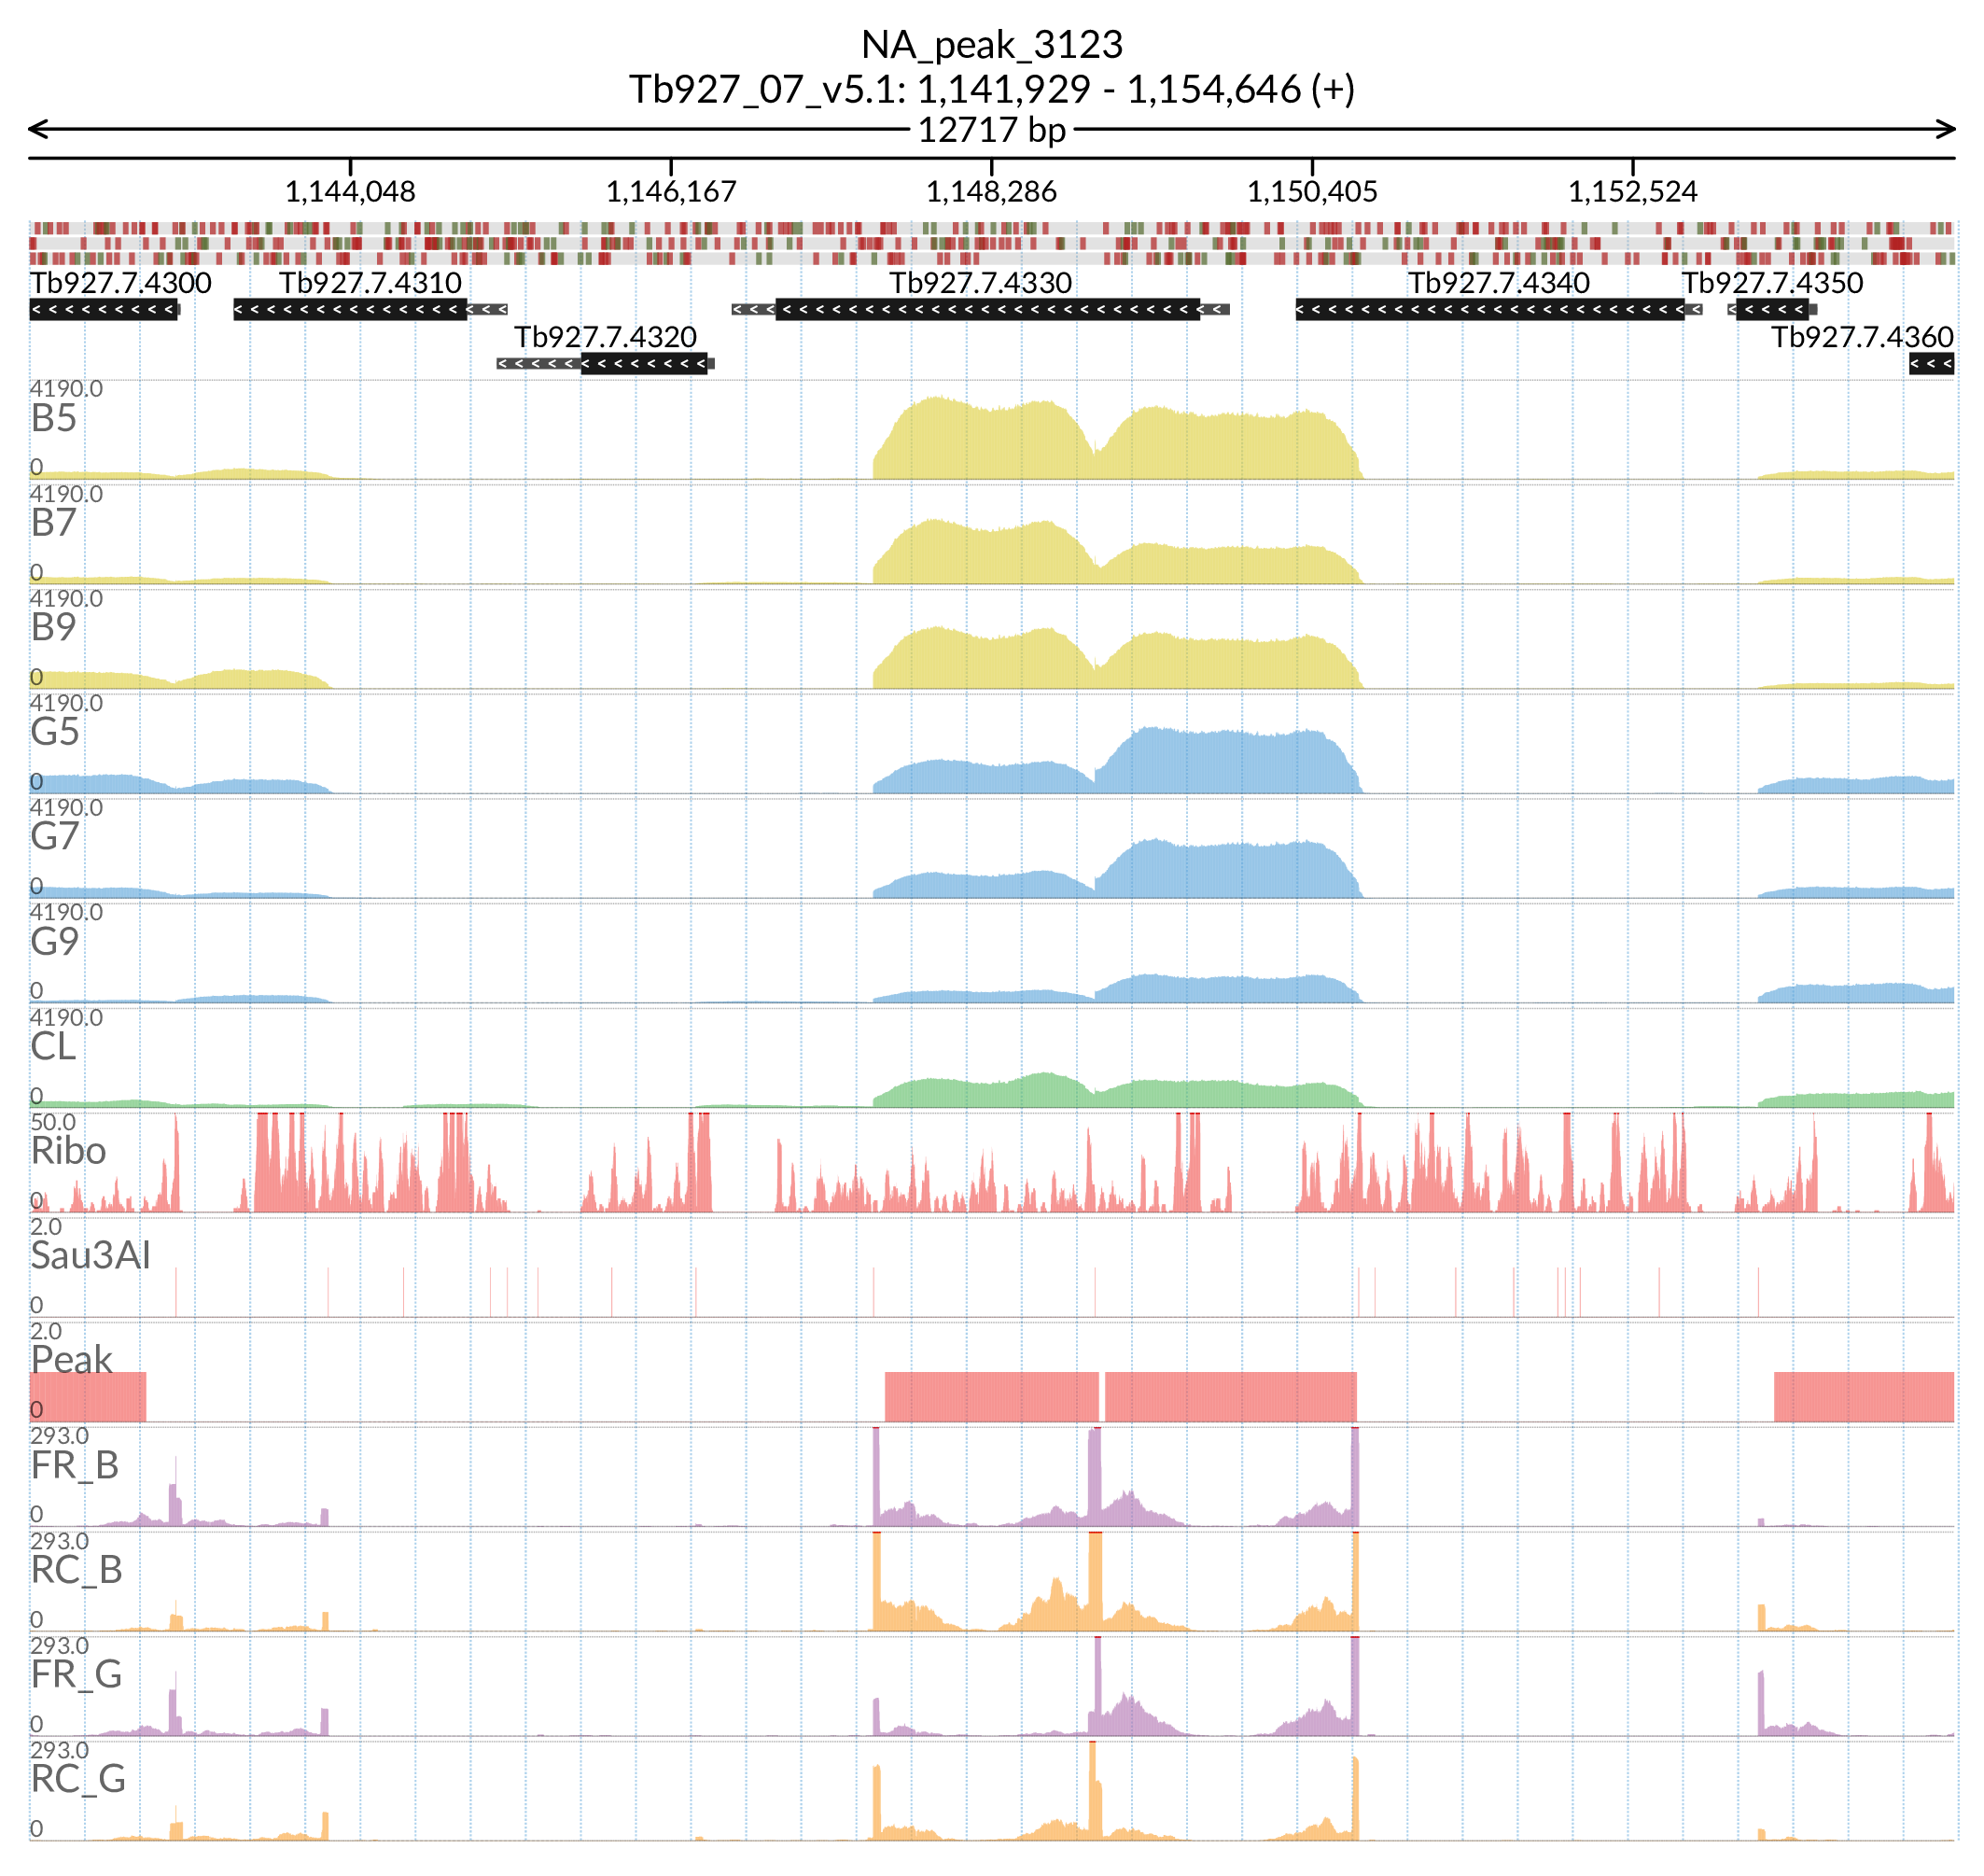 NA_peak_3123
Tb927_07_v5.1: 1,141,929 - 1,154,646 (+)
12717 bp
1,144,048 1,146,167 1,148,286 1,150,405 1,152,524
Tb927.7.4300 Tb927.7.4310 Tb927.7.4330 Tb927.7.4340 Tb927.7.4350
Tb927.7.4320 Tb927.7.4360
4190.0
B5
0
4190.0
B7
0
4190.0
B9
0
4190.0
G5
0
4190.0
G7
0
4190.0
G9
0
4190.0
CL
0
50.0
Ribo
0
2.0
Sau3AI
0
2.0
Peak
0
293.0
FR_B
0
293.0
RC_B
0
293.0
FR_G
0
293.0
RC_G
0